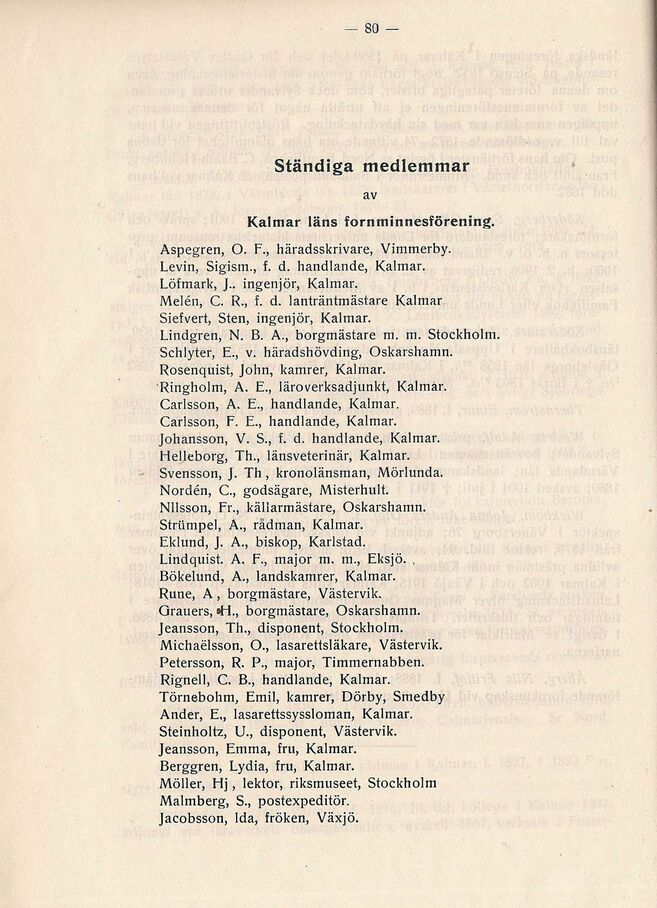 — 80 —
Ständiga medlemmar
av
Kalmar läns fornminnesförening.
Aspegren, O. F., häradsskrivare, Vimmerby.
Levin, Sigism., f. d. handlande, Kalmar.
Löfmark, J., ingenjör, Kalmar.
Melén, C. R., f. d. lanträntmästare Kalmar
Siefvert, Sten, ingenjör, Kalmar.
Lindgren, N. B. A., borgmästare m. m. Stockholm.
Schlyter, E., v. häradshövding, Oskarshamn.
Rosenquist, John, kamrer, Kalmar.
Ringholm, A. E., läroverksadjunkt, Kalmar.
Carlsson, A. E., handlande, Kalmar.
Carlsson, F. E., handlande, Kalmar.
Johansson, V. S., f. d. handlande, Kalmar.
Helleborg, Th., länsveterinär, Kalmar.
Svensson, J. Th, kronolänsman, Mörlunda.
Nordén, C., godsägare, Misterhult.
Nilsson, Fr., källarmästare, Oskarshamn.
Strümpel, A., rådman, Kalmar.
Eklund, J. A., biskop, Karlstad.
Lindquist. A. F., major m. m., Eksjö.
Bökelund, A., landskamrer, Kalmar.
Rune, A, borgmästare, Västervik.
Grauers, H., borgmästare, Oskarshamn.
Jeansson, Th., disponent, Stockholm.
Michaëlsson, O., lasarettsläkare, Västervik.
Petersson, R. P., major, Timmernabben.
Rignell, C. B., handlande, Kalmar.
Törnebohm, Emil, kamrer, Dörby, Smedby
Ander, E., lasarettssyssloman, Kalmar.
Steinholtz, U., disponent, Västervik.
Jeansson, Emma, fru, Kalmar.
Berggren, Lydia, fru, Kalmar.
Möller, Hj, lektor, riksmuseet, Stockholm
Malmberg, S., postexpeditör.
Jacobsson, Ida, fröken, Växjö.